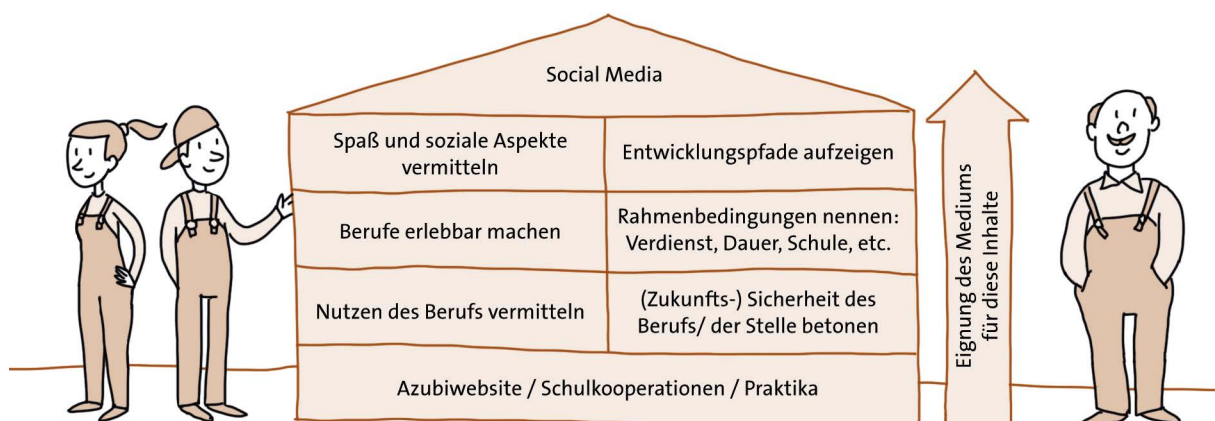 Social Media
Spaß und soziale Aspekte
vermitteln
Entwicklungspfade aufzeigen
Berufe erlebbar machen
Rahmenbedingungen nennen:
Verdienst, Dauer, Schule, etc.
Nutzen des Berufs vermitteln
(Zukunfts-) Sicherheit des
Berufs/ der Stelle betonen
Azubiwebsite / Schulkooperationen / Praktika
Eignung des Mediums
für diese Inhalte